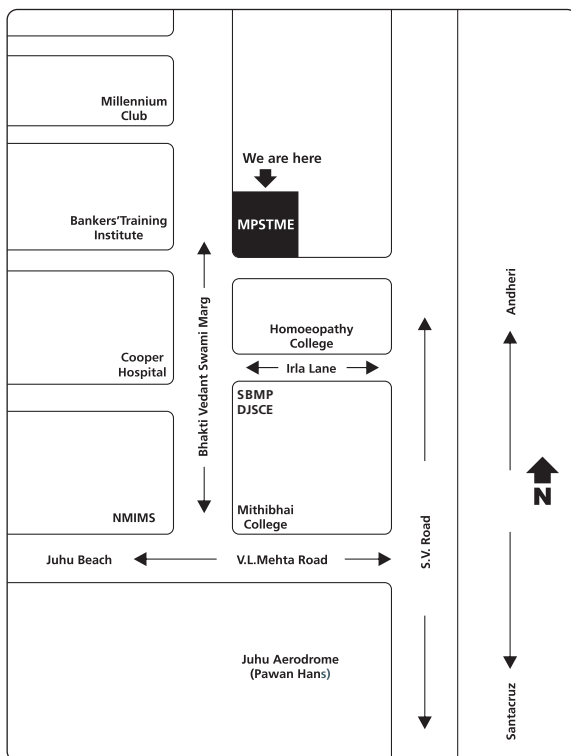 Millennium
Club
We are here
MPSTME
Bankers'Training
Institute
Andheri
Homoeopathy
College
Bhakti Vedant Swami Marg
Cooper
Hospital
Irla Lane
SBMP
DJSCE
N
NMIMS
Mithibhai
College
S.V. Road
Juhu Beach
V.L.Mehta Road
Juhu Aerodrome
(Pawan Hans)
Santacruz